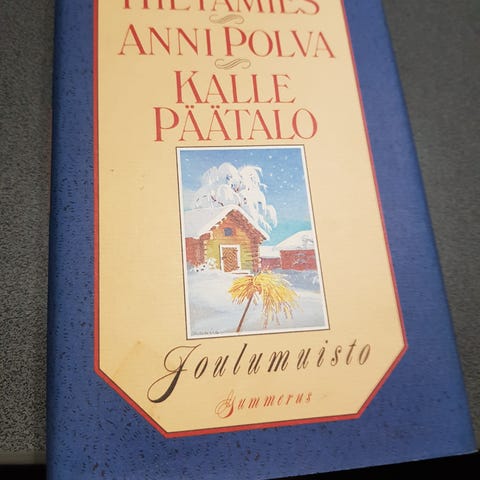 HIETAMIES
ANNI POLVA
KALLE
PÄÄTALO
Joulumuisto
Gummerus